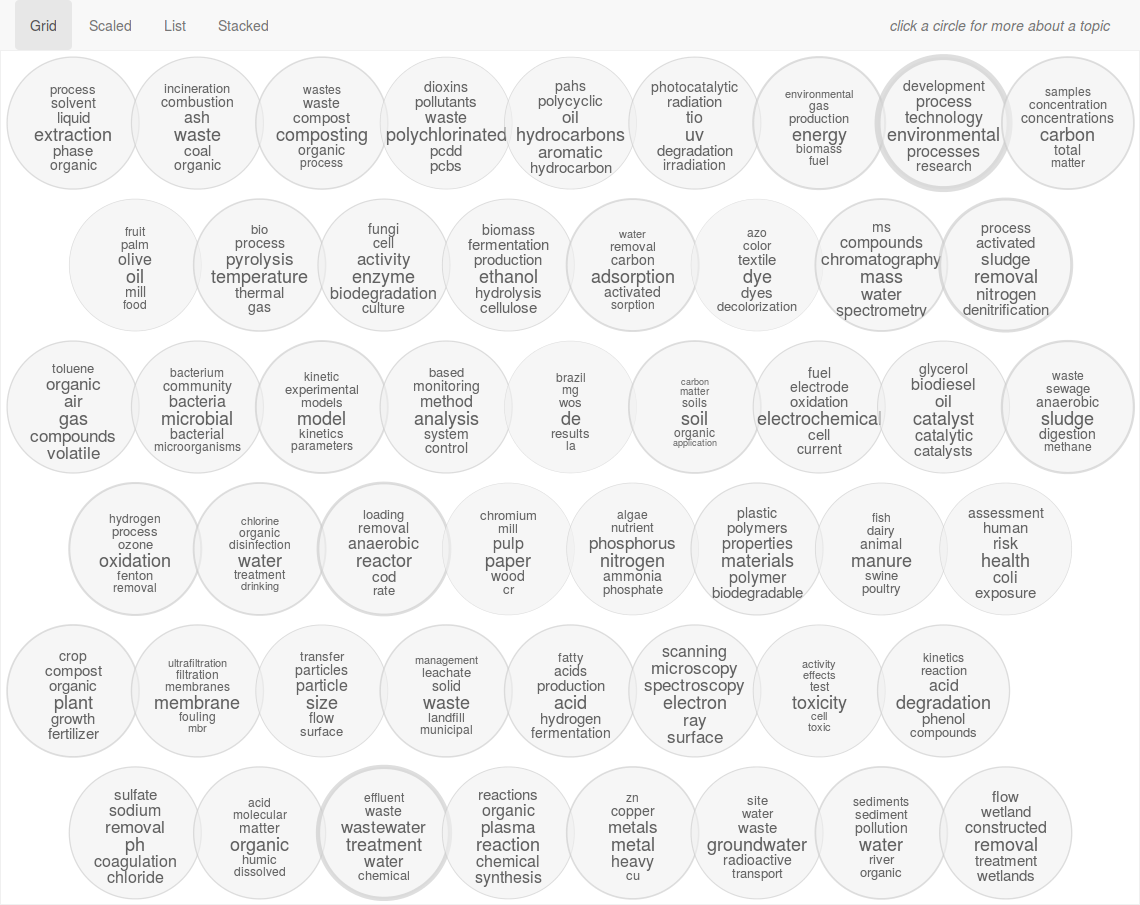 Grid Scaled List Stacked click a circle for more about a topic
process
solvent
liquid
extraction
phase
organic
incineration
combustion
ash
waste
coal
organic
wastes
waste
compost
composting
organic
process
dioxins
pollutants
waste
polychlorinated
pcdd
pcbs
pahs
polycyclic
oil
hydrocarbons
aromatic
hydrocarbon
photocatalytic
radiation
tio
uv
degradation
irradiation
environmental
gas
production
energy
biomass
fuel
development
process
technology
environmental
processes
research
samples
concentration
concentrations
carbon
total
matter
fruit
palm
olive
oil
mill
food
bio
process
pyrolysis
temperature
thermal
gas
fungi
cell
activity
enzyme
biodegradation
culture
biomass
fermentation
production
ethanol
hydrolysis
cellulose
water
removal
carbon
adsorption
activated
sorption
azo
color
textile
dye
dyes
decolorization
ms
compounds
chromatography
mass
water
spectrometry
process
activated
sludge
removal
nitrogen
denitrification
toluene
organic
air
gas
compounds
volatile
bacterium
community
bacteria
microbial
bacterial
microorganisms
kinetic
experimental
models
model
kinetics
parameters
based
monitoring
method
analysis
system
control
brazil
mg
wos
de
results
la
carbon
matter
soils
soil
organic
application
fuel
electrode
oxidation
electrochemical
cell
current
glycerol
biodiesel
oil
catalyst
catalytic
catalysts
waste
sewage
anaerobic
sludge
digestion
methane
hydrogen
process
ozone
oxidation
fenton
removal
chlorine
organic
disinfection
water
treatment
drinking
loading
removal
anaerobic
reactor
cod
rate
chromium
mill
pulp
paper
wood
cr
algae
nutrient
phosphorus
nitrogen
ammonia
phosphate
plastic
polymers
properties
materials
polymer
biodegradable
fish
dairy
animal
manure
swine
poultry
assessment
human
risk
health
coli
exposure
crop
compost
organic
plant
growth
fertilizer
ultrafiltration
filtration
membranes
membrane
fouling
mbr
transfer
particles
particle
size
flow
surface
management
leachate
solid
waste
landfill
municipal
fatty
acids
production
acid
hydrogen
fermentation
scanning
microscopy
spectroscopy
electron
ray
surface
activity
effects
test
toxicity
cell
toxic
kinetics
reaction
acid
degradation
phenol
compounds
sulfate
sodium
removal
ph
coagulation
chloride
acid
molecular
matter
organic
humic
dissolved
effluent
waste
wastewater
treatment
water
chemical
reactions
organic
plasma
reaction
chemical
synthesis
zn
copper
metals
metal
heavy
cu
site
water
waste
groundwater
radioactive
transport
sediments
sediment
pollution
water
river
organic
flow
wetland
constructed
removal
treatment
wetlands